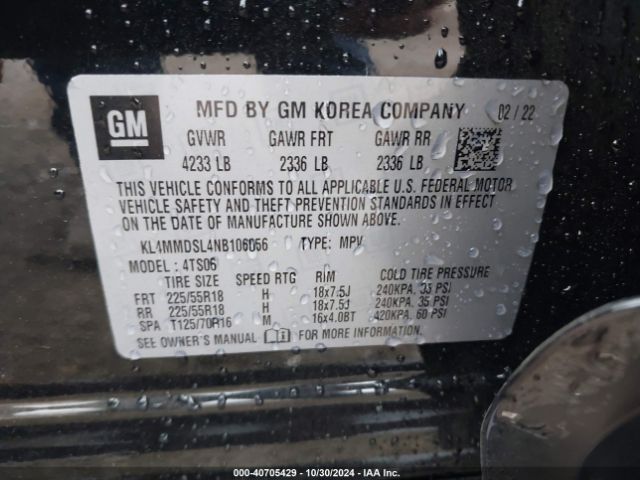 GM
MFD BY GM KOREA COMPANY 02 / 22
GVWR GAWR FRT GAWR RR
4233 LB 2336 LB 2336 LB
THIS VEHICLE CONFORMS TO ALL APPLICABLE U.S. FEDERAL MOTOR
VEHICLE SAFETY AND THEFT PREVENTION STANDARDS IN EFFECT
ON THE DATE OF MANUFACTURE SHOWN ABOVE.
KL4MMDSL4NB106066 TYPE: MPV
MODEL: 4TS06
TIRE SIZE SPEED RTG RIM COLD TIRE PRESSURE
FRT 225/55R18 H 18x7.5J 240KPA. 35 PSI
RR 225/55R18 H 18x7.5J 240KPA. 35 PSI
SPA T125/70R16 M 16x4.0BT 420KPA. 60 PSI
SEE OWNER'S MANUAL FOR MORE INFORMATION.
000-40705429 - 10/30/2024 - IAA Inc.